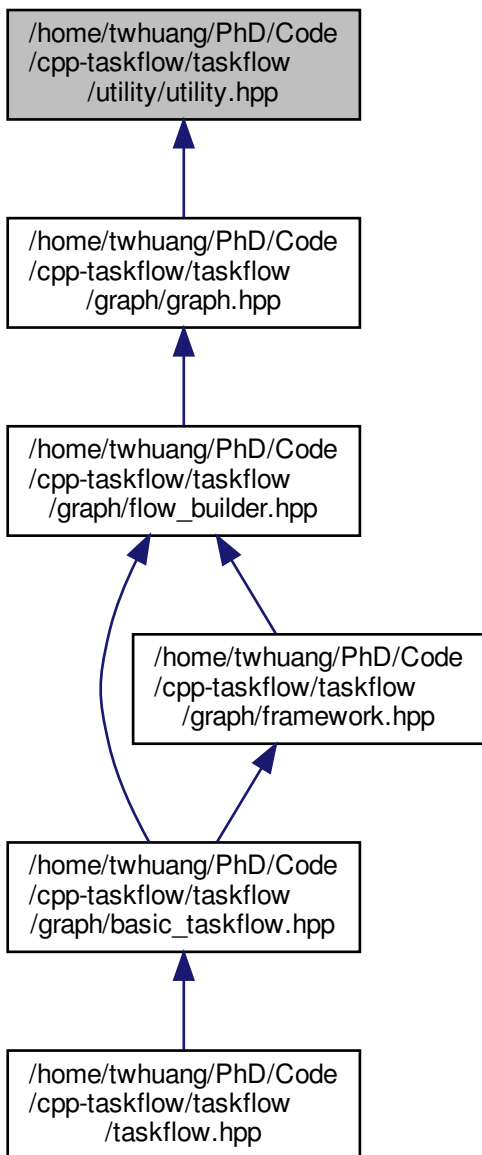 /home/twhuang/PhD/Code
/cpp-taskflow/taskflow
/utility/utility.hpp
/home/twhuang/PhD/Code
/cpp-taskflow/taskflow
/graph/graph.hpp
/home/twhuang/PhD/Code
/cpp-taskflow/taskflow
/graph/flow_builder.hpp
/home/twhuang/PhD/Code
/cpp-taskflow/taskflow
/graph/framework.hpp
/home/twhuang/PhD/Code
/cpp-taskflow/taskflow
/graph/basic_taskflow.hpp
/home/twhuang/PhD/Code
/cpp-taskflow/taskflow
/taskflow.hpp